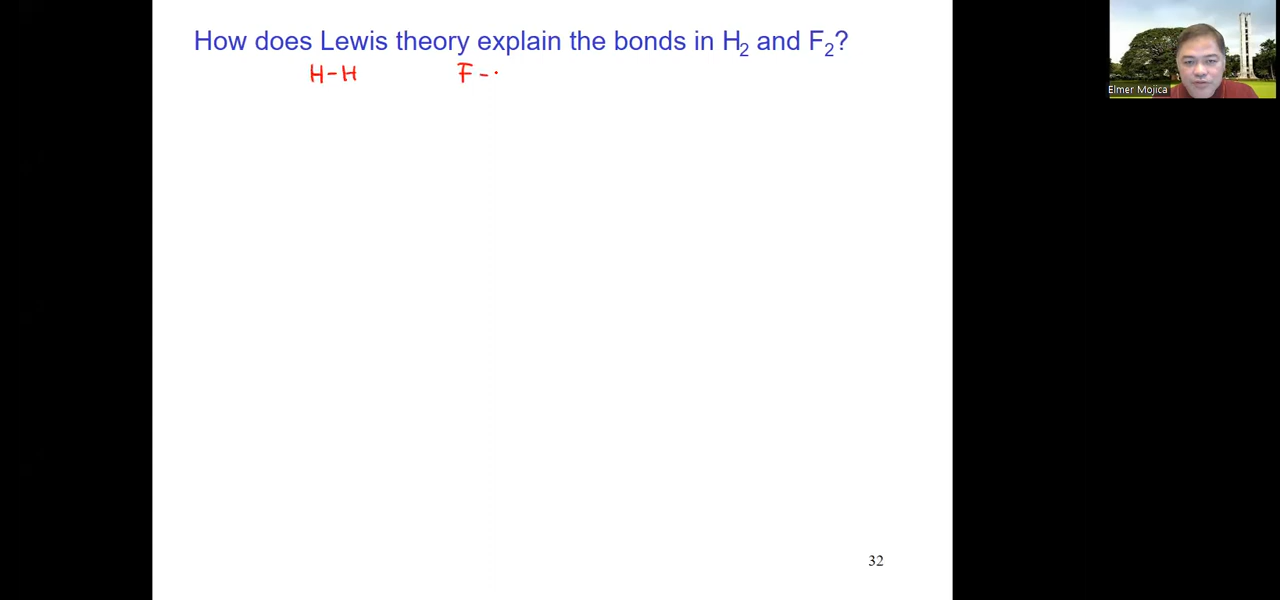 How does Lewis theory explain the bonds in H₂ and F₂?
H-H F-
Elmer Mojica
32